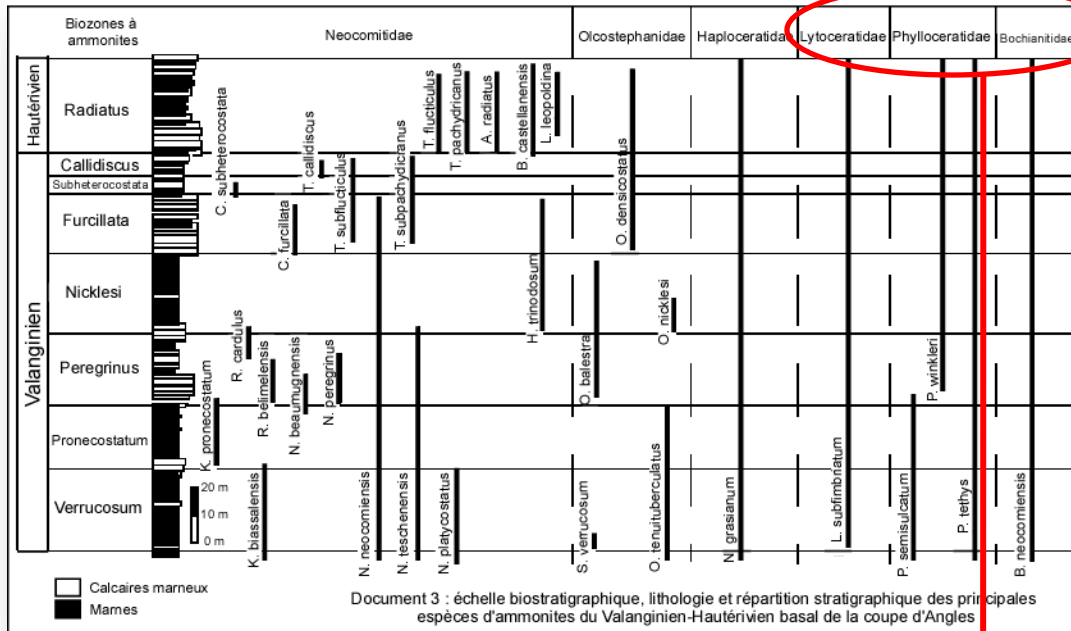 Biozones à
ammonites
Neocomitidae
Olcostephanidae
Haploceratidae
Lytoceratidae
Phylloceratidae
Bochianitidae
Hautérivien
Valanginien
Radiatus
Callidiscus
Subheterocostata
Furcillata
Nicklesi
Peregrinus
Pronecostatum
Verrucosum
20 m
10 m
0 m
K. pronecostatum
C. subheterocostata
R. cardulus
K. biassalensis
R. belimelensis
C. furcillata
N. beaumugnensis
T. callidiscus
N. peregrinus
T. subflucticulus
N. neocomiensis
N. teschenensis
T. subpachydicranus
T. flucticulus
N. platycostatus
T. pachydricanus
A. radiatus
B. castellanensis
H. trinodosum
L. leopoldina
S. verrucosum
O. balestra
O. densicostatus
O. tenuituberculatus
O. nicklesi
N. grasianum
L. subfimbriatum
P. semisulcatum
P. winkleri
P. tethys
B. neocomiensis
Calcaires marneux
Marnes
Document 3 : échelle biostratigraphique, lithologie et répartition stratigraphique des principales
espèces d'ammonites du Valanginien-Hautérivien basal de la coupe d'Angles